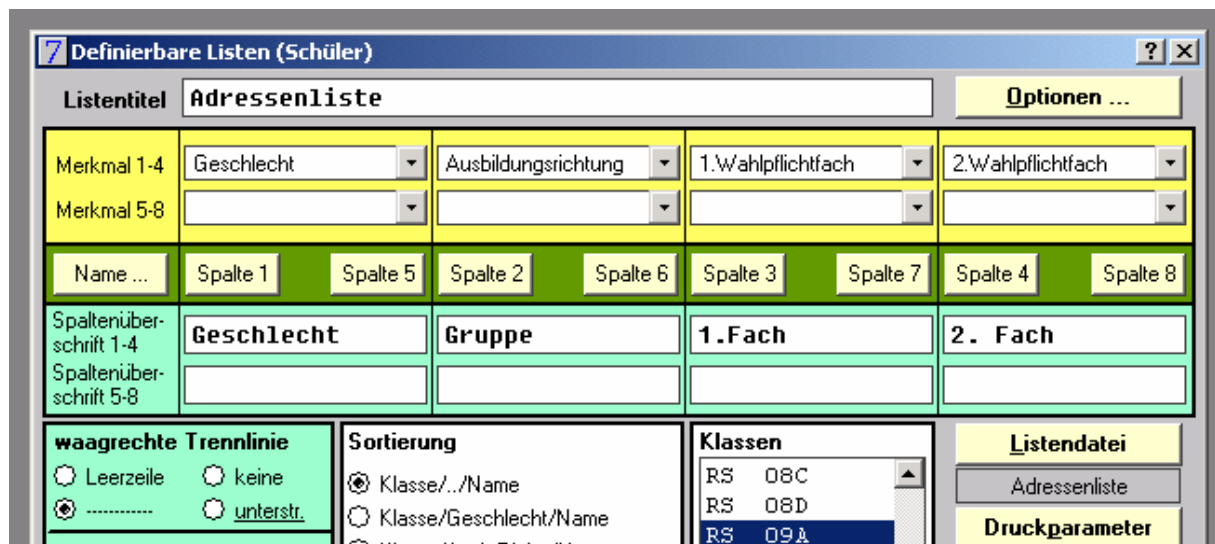 7 Definierbare Listen (Schüler) ? ×
Listentitel Adressenliste Optionen ...
Merkmal 1-4 Geschlecht Ausbildungsrichtung 1.Wahlpflichtfach 2.Wahlpflichtfach
Merkmal 5-8
Name ... Spalte 1 Spalte 5 Spalte 2 Spalte 6 Spalte 3 Spalte 7 Spalte 4 Spalte 8
Spaltenüber-
schrift 1-4 Geschlecht Gruppe 1.Fach 2. Fach
Spaltenüber-
schrift 5-8
waagrechte Trennlinie Sortierung Klassen Listendatei
Leerzeile keine Klasse/../Name RS 08C Adressenliste
------------ unterstr. Klasse/Geschlecht/Name RS 08D Druckparameter
RS 09A